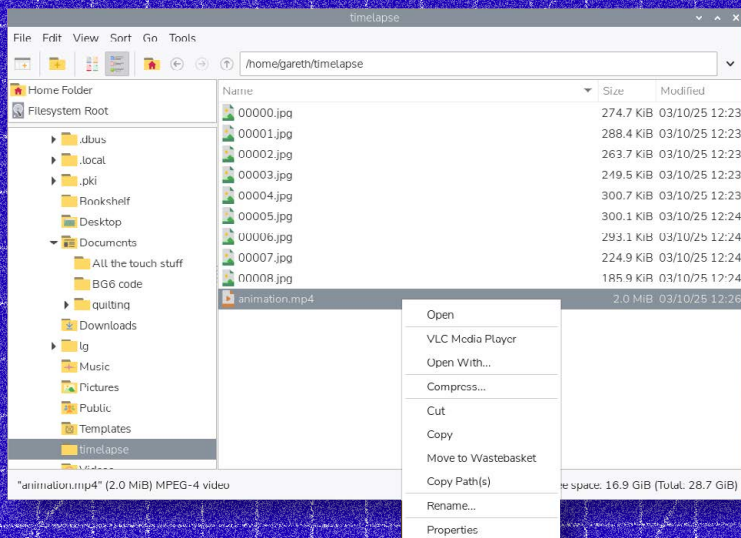 timelapse
File Edit View Sort Go Tools
/home/gareth/timelapse
Home Folder
Filesystem Root
.dbus
.local
.pki
Bookshelf
Desktop
Documents
All the touch stuff
BG6 code
quilting
Downloads
lg
Music
Pictures
Public
Templates
timelapse
Videos
Name Size Modified
00000.jpg 274.7 KiB 03/10/25 12:23
00001.jpg 288.4 KiB 03/10/25 12:23
00002.jpg 263.7 KiB 03/10/25 12:23
00003.jpg 249.5 KiB 03/10/25 12:23
00004.jpg 300.7 KiB 03/10/25 12:23
00005.jpg 300.1 KiB 03/10/25 12:24
00006.jpg 293.1 KiB 03/10/25 12:24
00007.jpg 224.9 KiB 03/10/25 12:24
00008.jpg 185.9 KiB 03/10/25 12:24
animation.mp4 2.0 MiB 03/10/25 12:26
Open
VLC Media Player
Open With...
Compress...
Cut
Copy
Move to Wastebasket
Copy Path(s)
Rename...
Properties
"animation.mp4" (2.0 MiB) MPEG-4 video
space: 16.9 GiB (Total: 28.7 GiB)